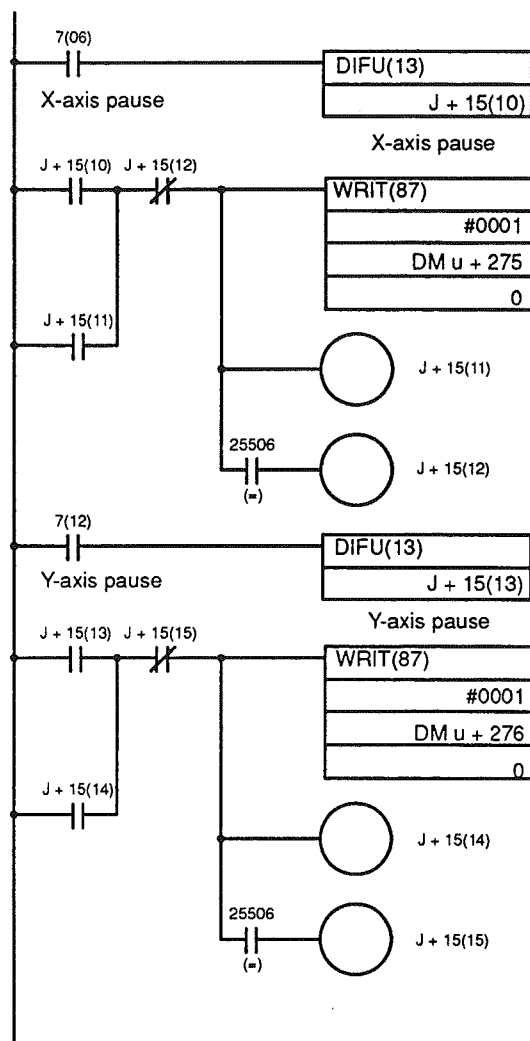 7(06)
DIFU(13)
X-axis pause
J + 15(10)
X-axis pause
J + 15(10) J + 15(12)
WRIT(87)
#0001
DM u + 275
0
J + 15(11)
J + 15(11)
25506
J + 15(12)
(=)
7(12)
DIFU(13)
Y-axis pause
J + 15(13)
Y-axis pause
J + 15(13) J + 15(15)
WRIT(87)
#0001
DM u + 276
0
J + 15(14)
J + 15(14)
25506
J + 15(15)
(=)